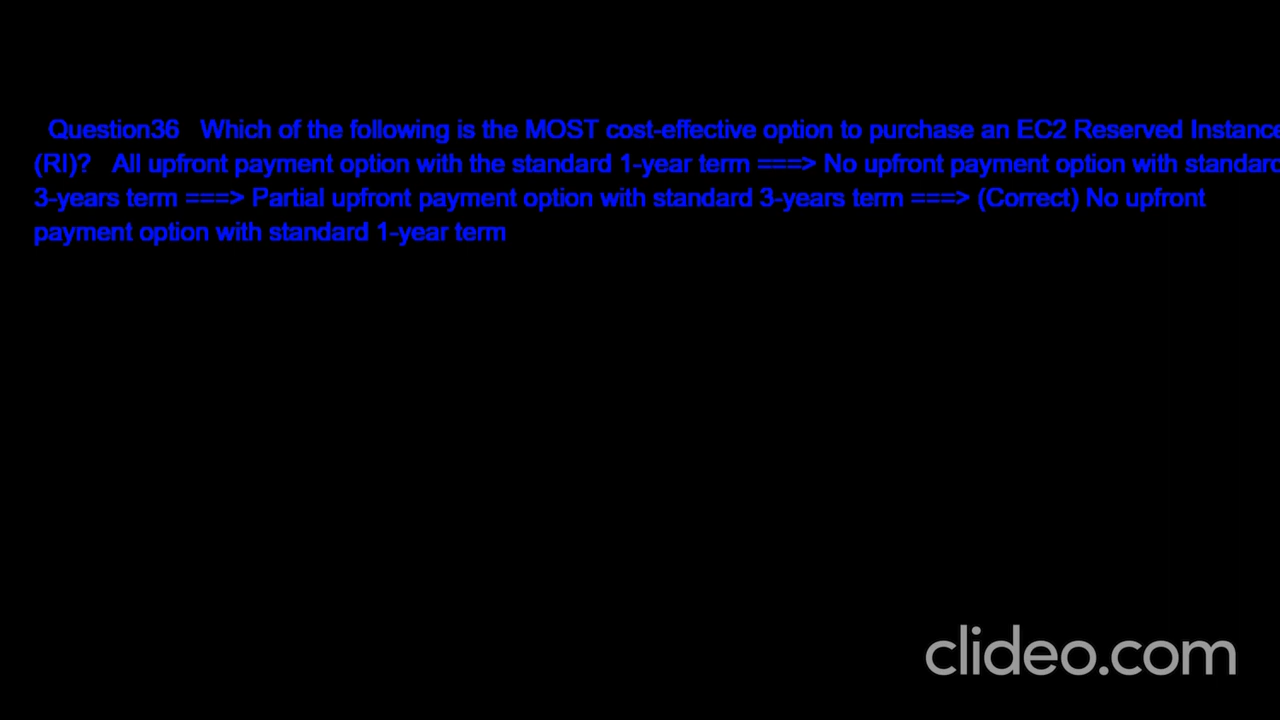 Question36 Which of the following is the MOST cost-effective option to purchase an EC2 Reserved Instance
(RI)? All upfront payment option with the standard 1-year term ===> No upfront payment option with standard
3-years term ===> Partial upfront payment option with standard 3-years term ===> (Correct) No upfront
payment option with standard 1-year term
clideo.com